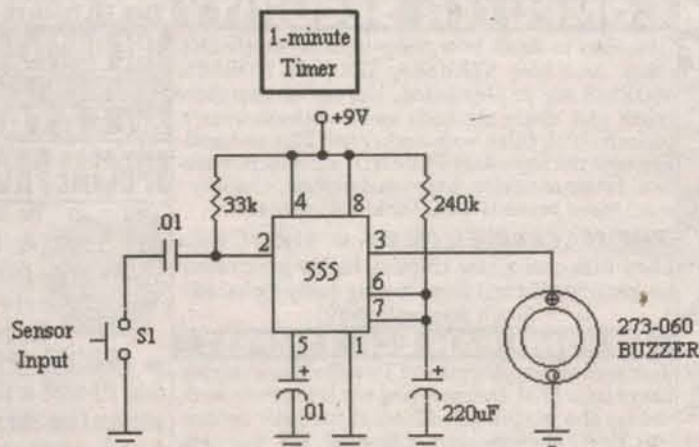 1-minute
Timer
+9V
33k
4
8
240k
.01
2
3
555
6
7
Sensor
Input
S1
5
1
273-060
BUZZER
+
.01
+
220uF